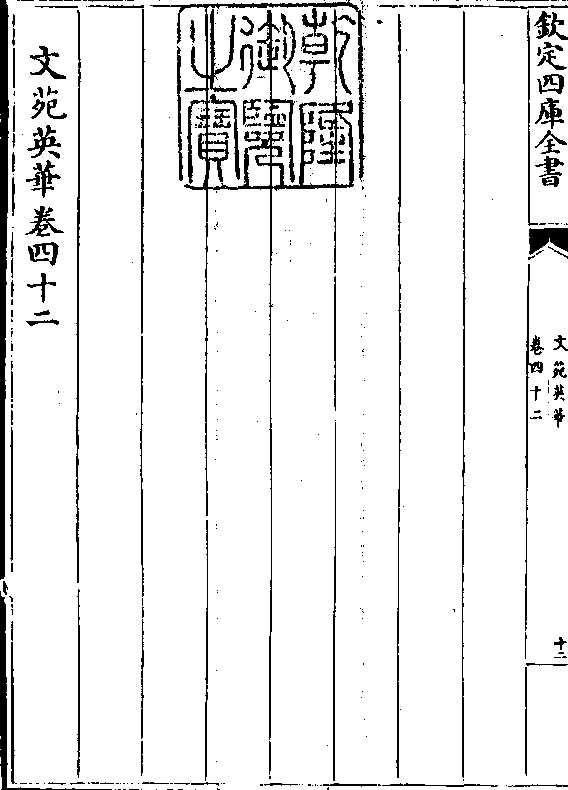 欽定四庫全書
文苑英華
卷四十二
十二
乾隆
御覽
之寶
文苑英華卷四十二